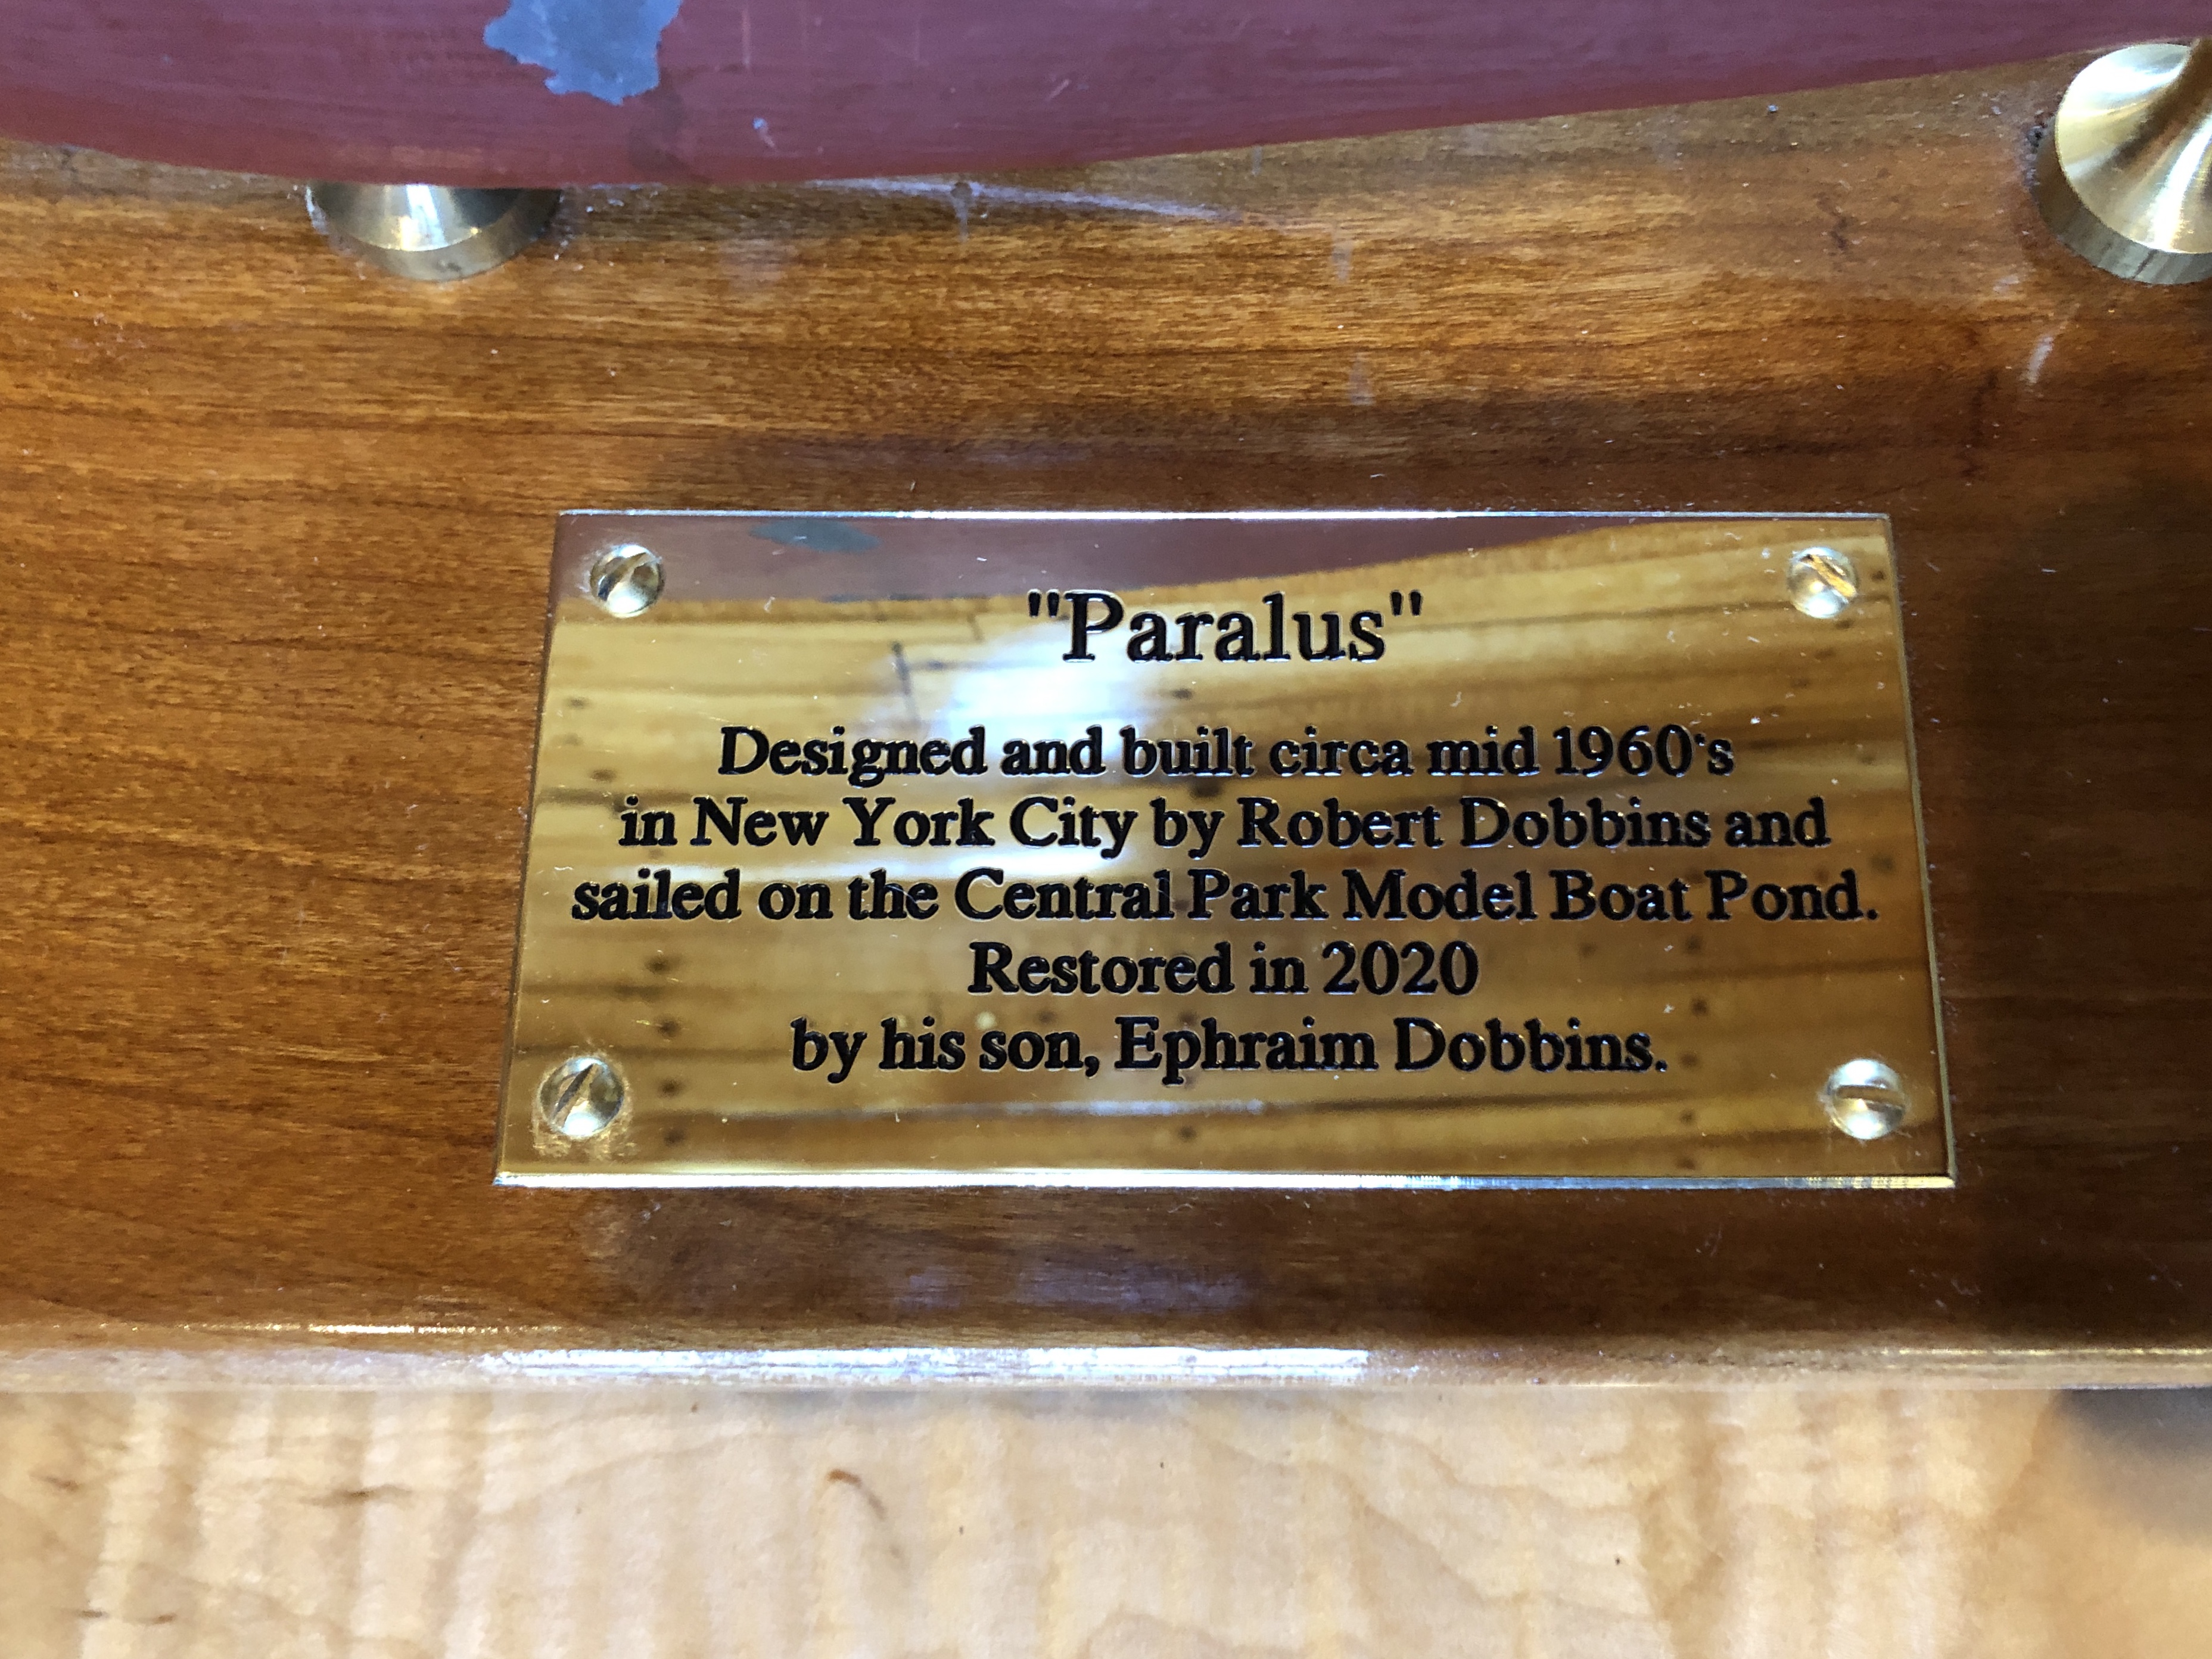 "Paralus"
Designed and built circa mid 1960's
in New York City by Robert Dobbins and
sailed on the Central Park Model Boat Pond.
Restored in 2020
by his son, Ephraim Dobbins.